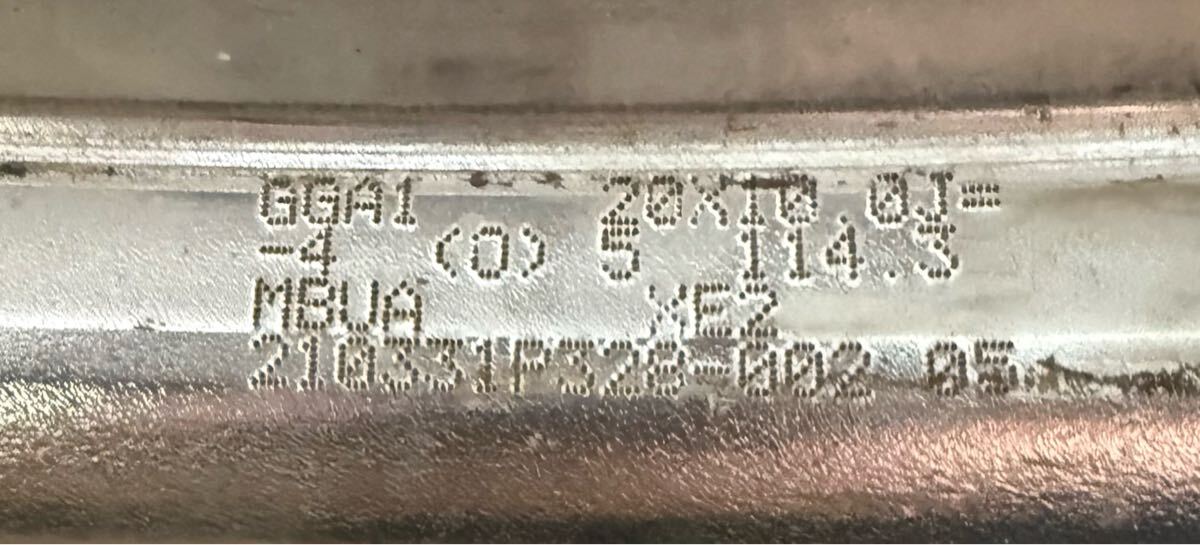 GGA1 20X10 0J=
-4 (O) 5 114.3
MBUA XE2
210331P328-002 05